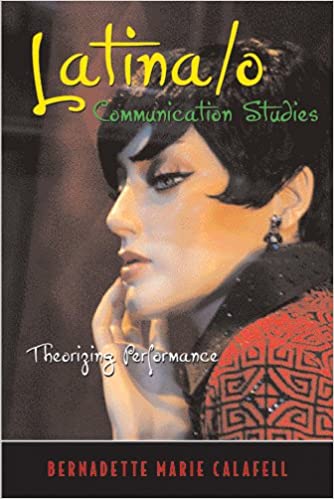 Latina/o
Communication Studies
Theorizing Performance
BERNADETTE MARIE CALAFELL